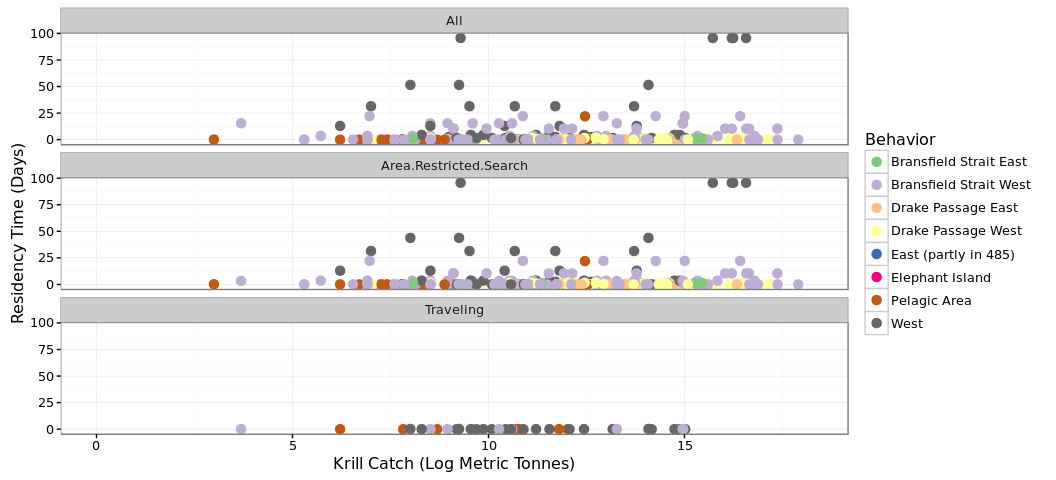 All
100
75
50
25
0
Area.Restricted.Search
100
75
50
25
0
Traveling
100
75
50
25
0
0 5 10 15
Krill Catch (Log Metric Tonnes)
Residency Time (Days)
Behavior
Bransfield Strait East
Bransfield Strait West
Drake Passage East
Drake Passage West
East (partly in 485)
Elephant Island
Pelagic Area
West